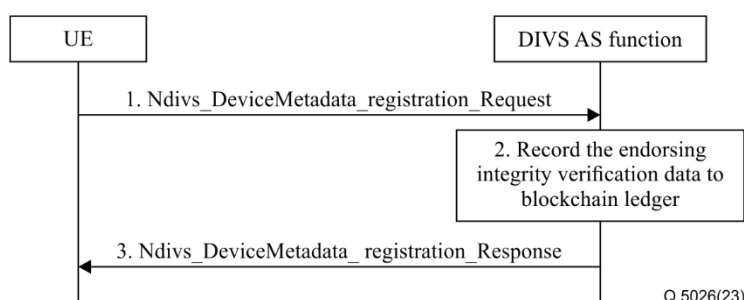 UE
DIVS AS function
1. Ndivs_DeviceMetadata_registration_Request
2. Record the endorsing
integrity verification data to
blockchain ledger
3. Ndivs_DeviceMetadata_ registration_Response
Q.5026(23)